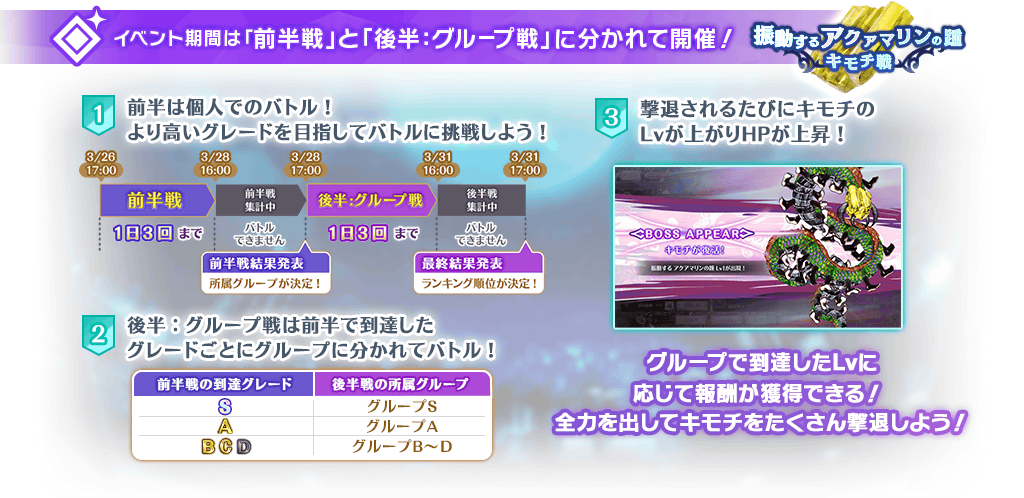 イベント期間は「前半戦」と「後半:グループ戦」に分かれて開催!
振動するアクアマリンの踵
キモチ戦
1
前半は個人でのバトル!
より高いグレードを目指してバトルに挑戦しよう!
3/26
17:00
3/28
16:00
3/28
17:00
3/31
16:00
3/31
17:00
前半戦
前半戦
集計中
後半:グループ戦
後半戦
集計中
1日3回 まで
バトル
できません
1日3回 まで
バトル
できません
前半戦結果発表
所属グループが決定!
最終結果発表
ランキング順位が決定!
2
後半:グループ戦は前半で到達した
グレードごとにグループに分かれてバトル!
前半戦の到達グレード
後半戦の所属グループ
S
グループS
A
グループA
B C D
グループB～D
3
撃退されるたびにキモチの
Lvが上がりHPが上昇!
BOSS APPEAR
キモチが復活!
振動するアクアマリンの踵 Lv1が出現!
グループで到達したLvに
応じて報酬が獲得できる!
全力を出してキモチをたくさん撃退しよう!